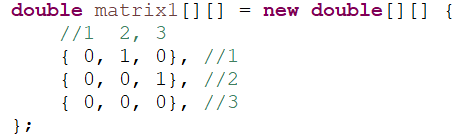 double matrix1[][] = new double[][] {
//1 2, 3
{ 0, 1, 0}, //1
{ 0, 0, 1}, //2
{ 0, 0, 0}, //3
};